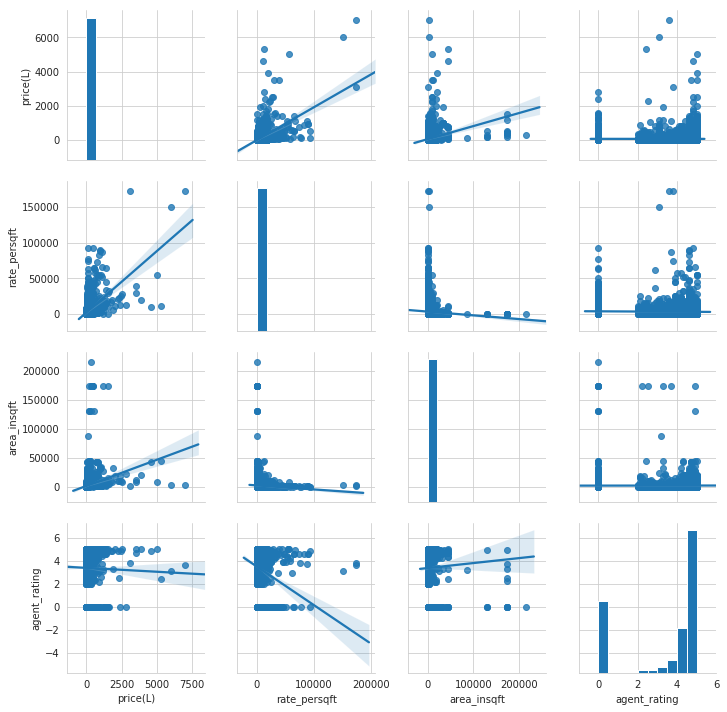 6000
4000
2000
0
price(L)
150000
100000
50000
0
rate_persqft
200000
150000
100000
50000
0
area_insqft
6
4
2
0
−2
−4
agent_rating
0 2500 5000 7500
price(L)
0 100000 200000
rate_persqft
0 100000 200000
area_insqft
0 2 4 6
agent_rating